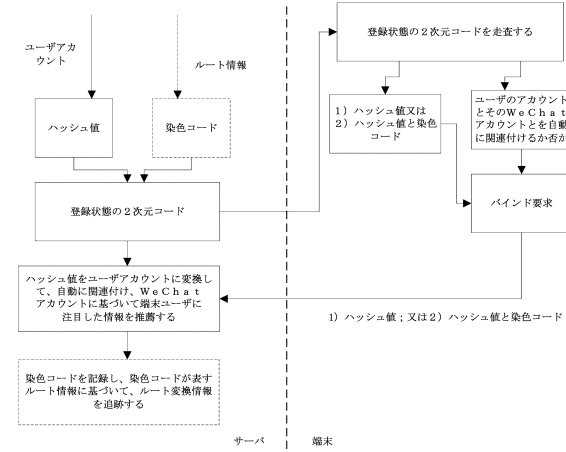 ユーザアカ
ウント
ルート情報
ハッシュ値
染色コード
登録状態の2次元コード
ハッシュ値をユーザアカウントに変換し
て、自動に関連付け、WeChat
アカウントに基づいて端末ユーザに
注目した情報を推薦する
染色コードを記録し、染色コードが表す
ルート情報に基づいて、ルート変換情報
を追跡する
サーバ
登録状態の2次元コードを走査する
1)ハッシュ値又は
2)ハッシュ値と染色
コード
ユーザのアカウント
とそのWeChat
アカウントとを自動
に関連付けるか否か
バインド要求
1)ハッシュ値;又は2)ハッシュ値と染色コード
端末